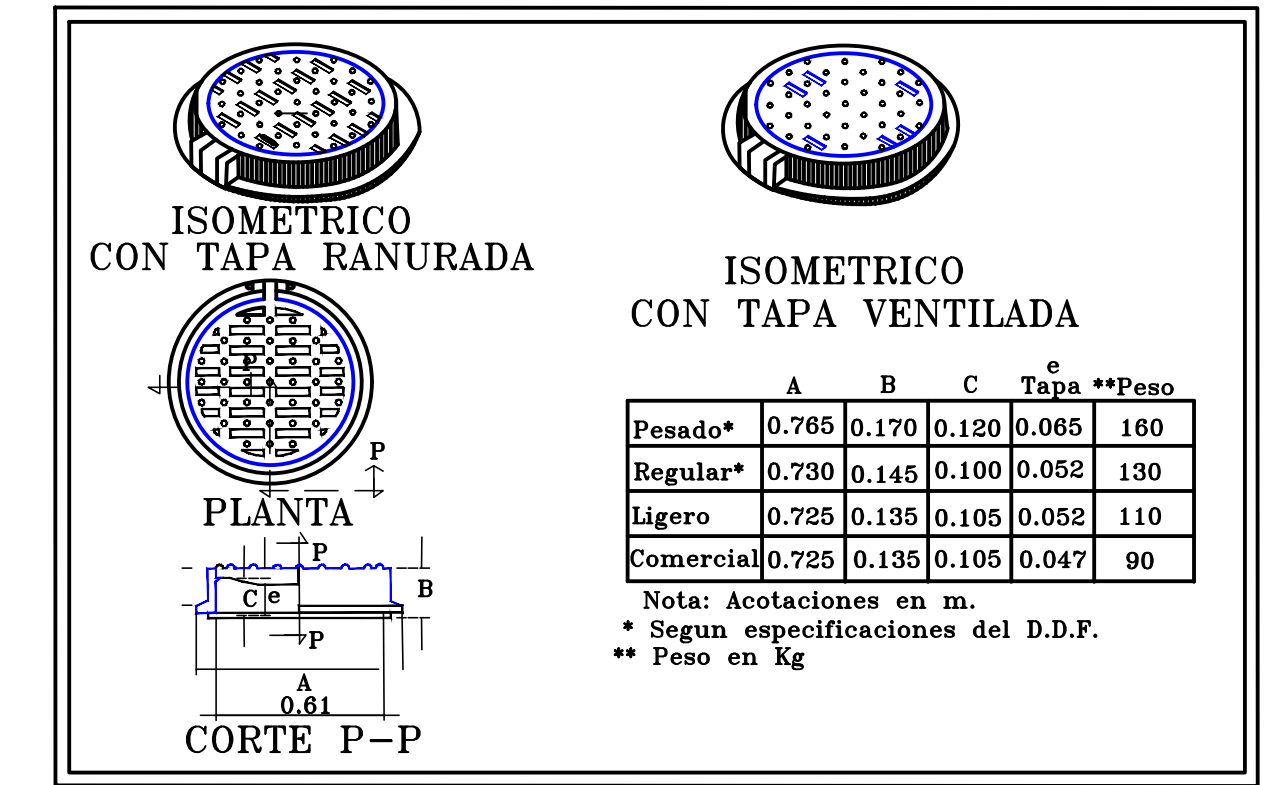 ISOMETRICO
CON TAPA RANURADA
P
P
PLANTA
P
C e
B
P
A
0.61
CORTE P-P
ISOMETRICO
CON TAPA VENTILADA
e
A B C Tapa **Peso
Pesado* 0.765 0.170 0.120 0.065 160
Regular* 0.730 0.145 0.100 0.052 130
Ligero 0.725 0.135 0.105 0.052 110
Comercial 0.725 0.135 0.105 0.047 90
Nota: Acotaciones en m.
* Segun especificaciones del D.D.F.
** Peso en Kg